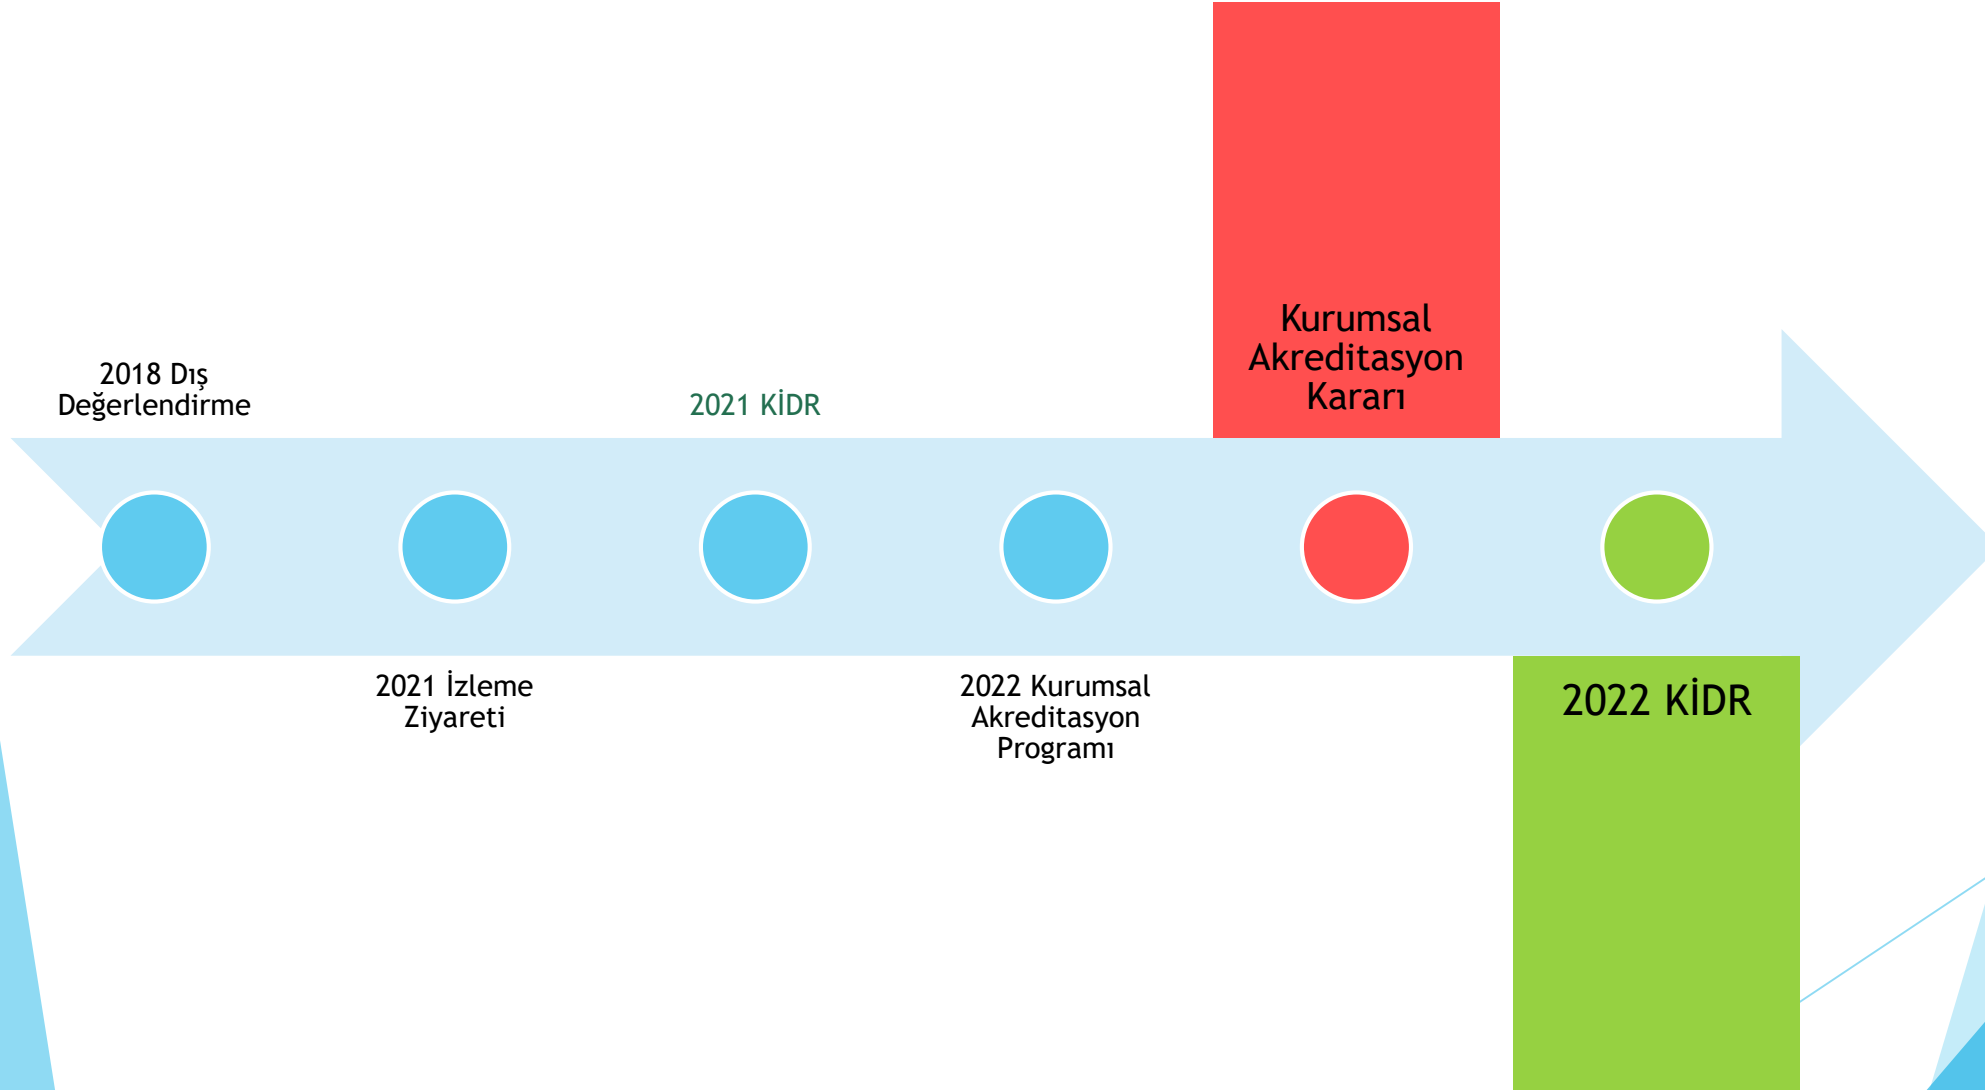 2018 Dış
Değerlendirme
2021 İzleme
Ziyareti
2021 KİDR
2022 Kurumsal
Akreditasyon
Programı
Kurumsal
Akreditasyon
Kararı
2022 KİDR